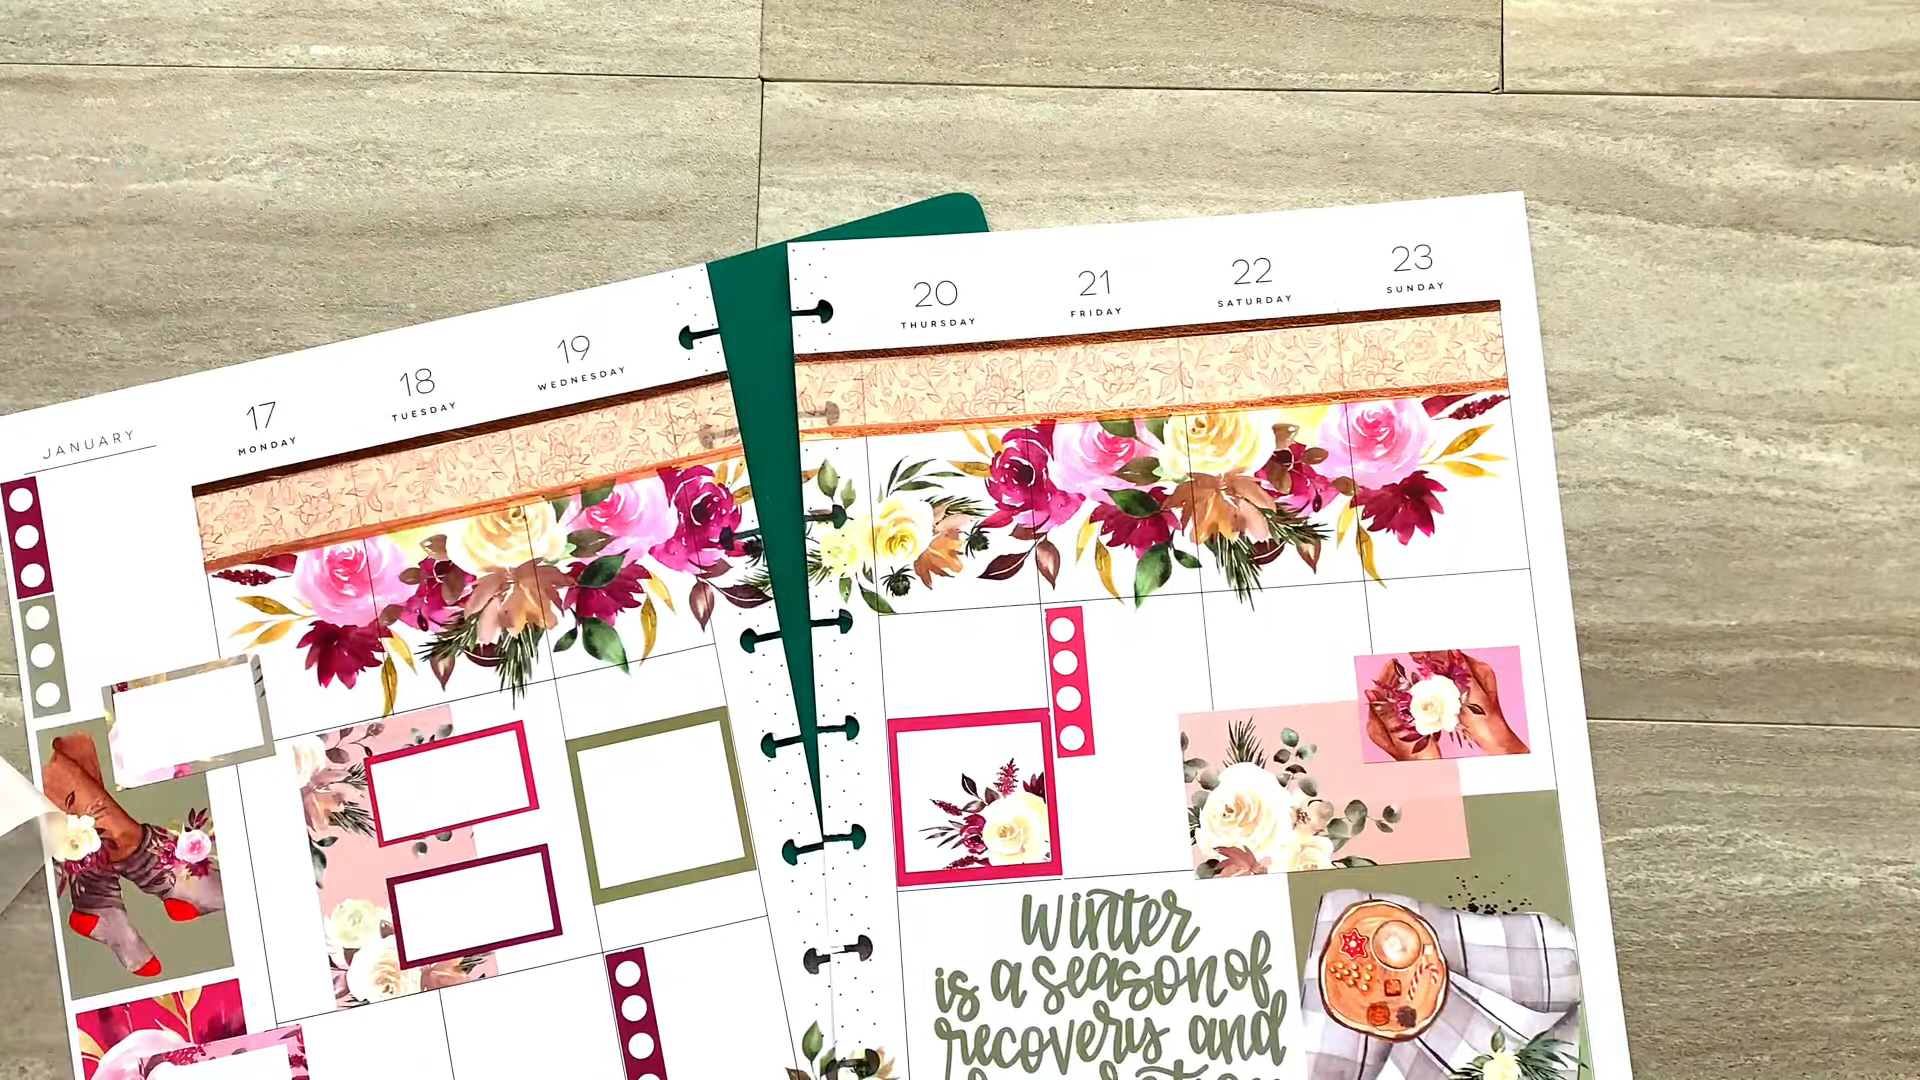 JANUARY
17
MONDAY
18
TUESDAY
19
WEDNESDAY
20
THURSDAY
21
FRIDAY
22
SATURDAY
23
SUNDAY
winter
is a season of
recovery and